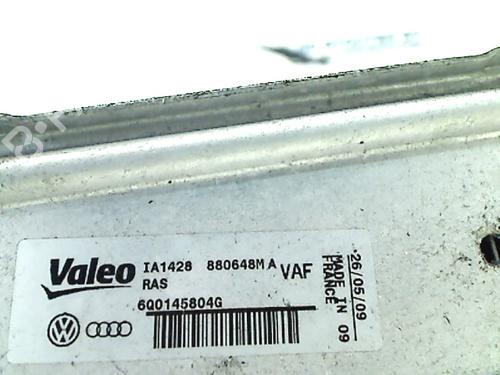 Valeo IA1428 880648M A VAF
RAS
6Q0145804G
26/05/09
MADE IN 09
FRANCE